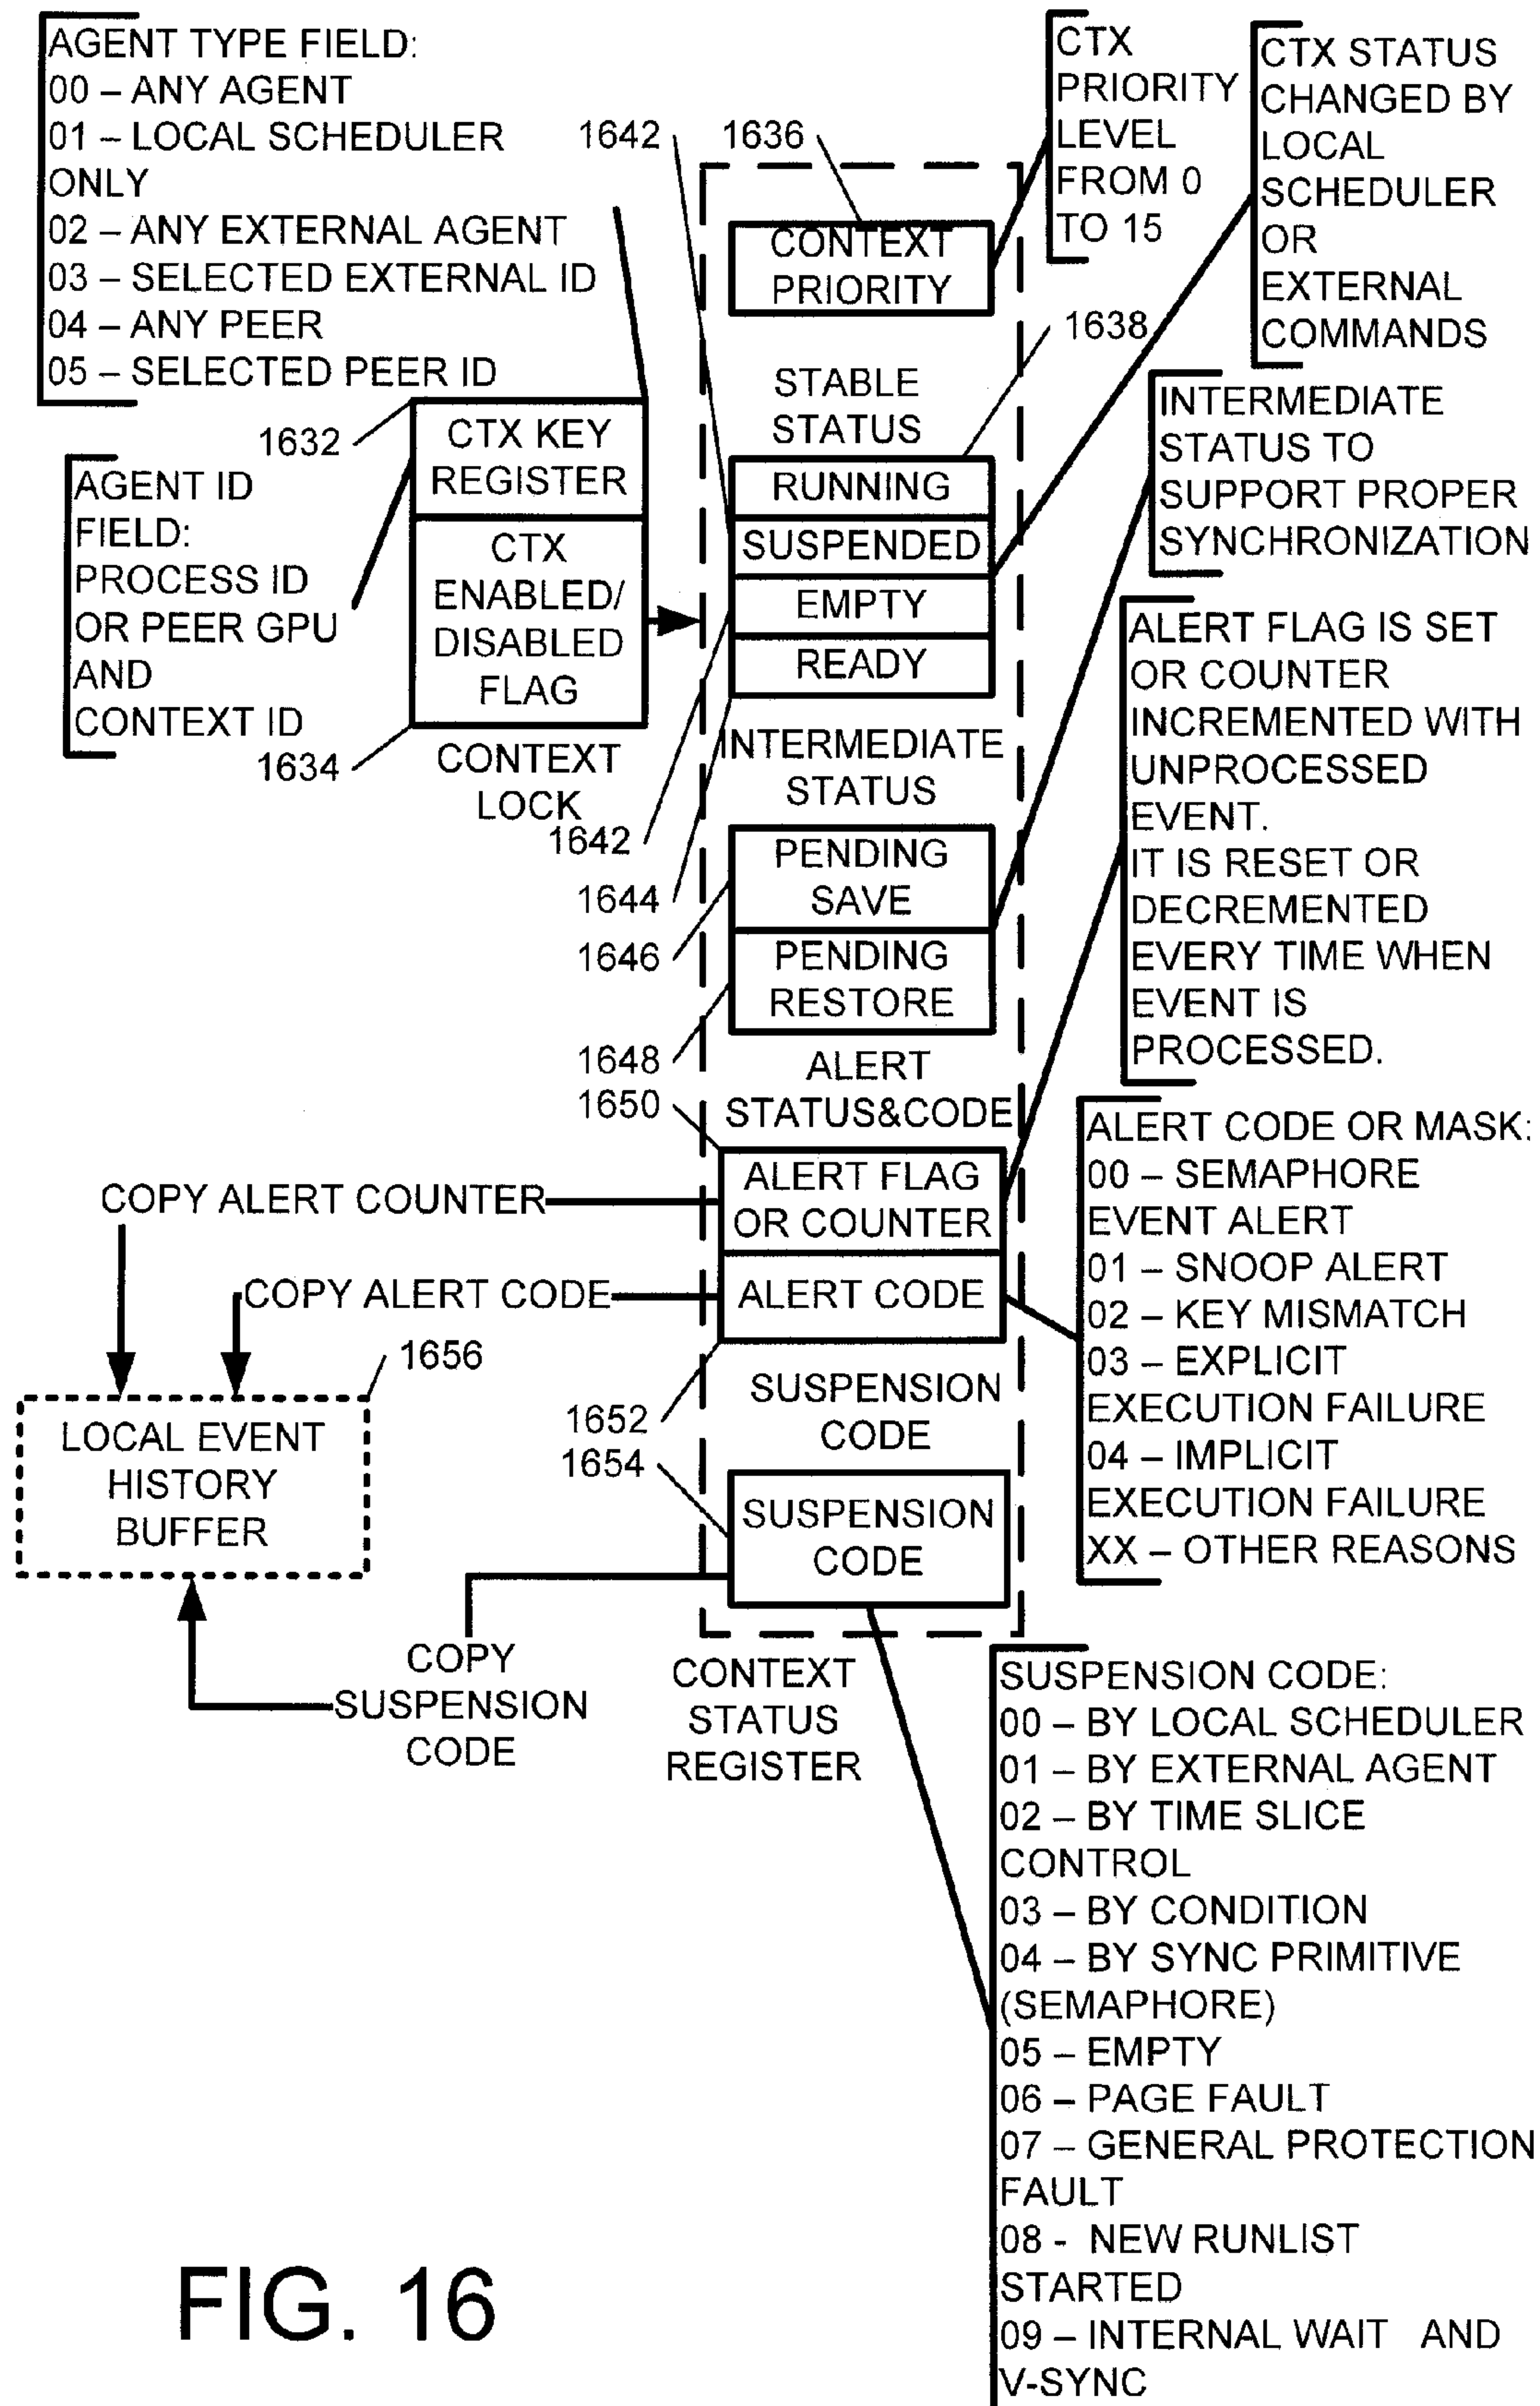 AGENT TYPE FIELD:
00 – ANY AGENT
01 – LOCAL SCHEDULER
ONLY
02 – ANY EXTERNAL AGENT
03 – SELECTED EXTERNAL ID
04 – ANY PEER
05 – SELECTED PEER ID
1642
1636
CTX
PRIORITY
LEVEL
FROM 0
TO 15
CTX STATUS
CHANGED BY
LOCAL
SCHEDULER
OR
EXTERNAL
COMMANDS
CONTEXT
PRIORITY
1638
STABLE
STATUS
RUNNING
SUSPENDED
EMPTY
READY
INTERMEDIATE
STATUS TO
SUPPORT PROPER
SYNCHRONIZATION
1632
CTX KEY
REGISTER
CTX
ENABLED/
DISABLED
FLAG
AGENT ID
FIELD:
PROCESS ID
OR PEER GPU
AND
CONTEXT ID
1634
CONTEXT
LOCK
1642
1644
1646
1648
1650
INTERMEDIATE
STATUS
PENDING
SAVE
PENDING
RESTORE
ALERT FLAG IS SET
OR COUNTER
INCREMENTED WITH
UNPROCESSED
EVENT.
IT IS RESET OR
DECREMENTED
EVERY TIME WHEN
EVENT IS
PROCESSED.
ALERT
STATUS&CODE
ALERT FLAG
OR COUNTER
ALERT CODE
COPY ALERT COUNTER
COPY ALERT CODE
1656
LOCAL EVENT
HISTORY
BUFFER
1652
1654
ALERT CODE OR MASK:
00 – SEMAPHORE
EVENT ALERT
01 – SNOOP ALERT
02 – KEY MISMATCH
03 – EXPLICIT
EXECUTION FAILURE
04 – IMPLICIT
EXECUTION FAILURE
XX – OTHER REASONS
SUSPENSION
CODE
SUSPENSION
CODE
COPY
SUSPENSION
CODE
CONTEXT
STATUS
REGISTER
SUSPENSION CODE:
00 – BY LOCAL SCHEDULER
01 – BY EXTERNAL AGENT
02 – BY TIME SLICE
CONTROL
03 – BY CONDITION
04 – BY SYNC PRIMITIVE
(SEMAPHORE)
05 – EMPTY
06 – PAGE FAULT
07 – GENERAL PROTECTION
FAULT
08 - NEW RUNLIST
STARTED
09 – INTERNAL WAIT AND
V-SYNC
FIG. 16